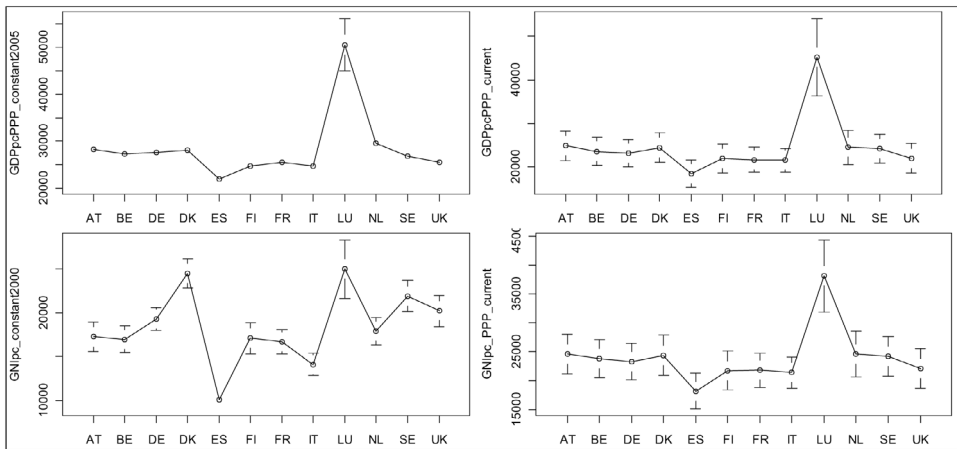 GDPpcPPP_constant2005
20000 30000 40000 50000
AT BE DE DK ES FI FR IT LU NL SE UK
GDPpcPPP_current
20000 40000
AT BE DE DK ES FI FR IT LU NL SE UK
GNIpc_constant2000
10000 20000
AT BE DE DK ES FI FR IT LU NL SE UK
GNIpc_PPP_current
15000 25000 35000 45000
AT BE DE DK ES FI FR IT LU NL SE UK